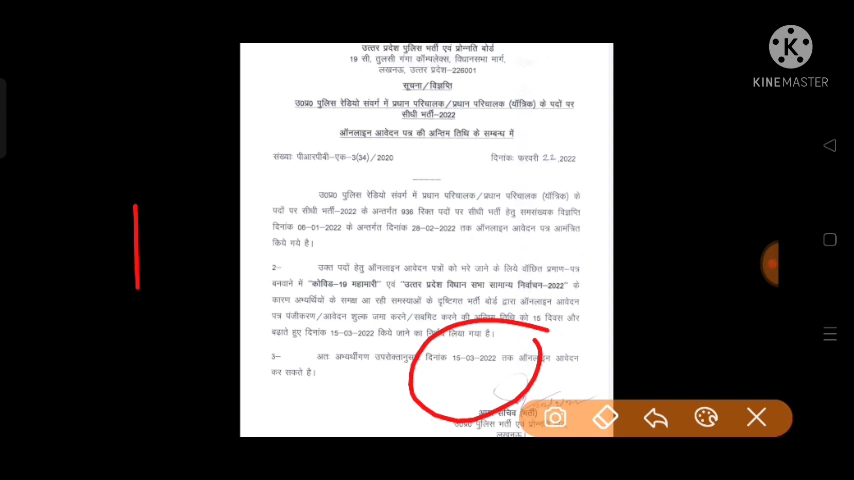 उत्तर प्रदेश पुलिस भर्ती एवं प्रोन्नति बोर्ड
19 सी, तुलसी गंगा काम्पलेक्स, विधानसभा मार्ग,
लखनऊ, उत्तर प्रदेश-226001
सूचना/विज्ञप्ति
उ0प्र0 पुलिस रेडियो संवर्ग में प्रधान परिचालक/प्रधान परिचालक (यॉत्रिक) के पदों पर
सीधी भर्ती-2022
ऑनलाइन आवेदन पत्र की अन्तिम तिथि के सम्बन्ध में
संख्याः पीआरपीबी-एक-3(34)/2020 दिनांकः फरवरी 22,2022
उ0प्र0 पुलिस रेडियो संवर्ग में प्रधान परिचालक/प्रधान परिचालक (यॉत्रिक) के
पदों पर सीधी भर्ती-2022 के अन्तर्गत 936 रिक्त पदों पर सीधी भर्ती हेतु समसंख्यक विज्ञप्ति
दिनांक 06-01-2022 के अन्तर्गत दिनांक 28-02-2022 तक ऑनलाइन आवेदन पत्र आमंत्रित
किये गये है।
2- उक्त पदों हेतु ऑनलाइन आवेदन पत्रों को भरे जाने के लिये वॉछित प्रमाण-पत्र
बनवाने में "कोविड-19 महामारी" एवं "उत्तर प्रदेश विधान सभा सामान्य निर्वाचन-2022" के
कारण अभ्यर्थियों के समक्ष आ रही समस्याओं के दृष्टिगत भर्ती बोर्ड द्वारा ऑनलाइन आवेदन
पत्र पंजीकरण/आवेदन शुल्क जमा करने/सबमिट करने की अन्तिम तिथि को 15 दिवस और
बढ़ाते हुए दिनांक 15-03-2022 किये जाने का निर्णय लिया गया है।
3- अतः अभ्यर्थीगण उपरोक्तानुसार दिनांक 15-03-2022 तक ऑनलाइन आवेदन
कर सकते है।
अपर सचिव (भर्ती)
उ0प्र0 पुलिस भर्ती एवं
लखनऊ।
K
KINEMASTER